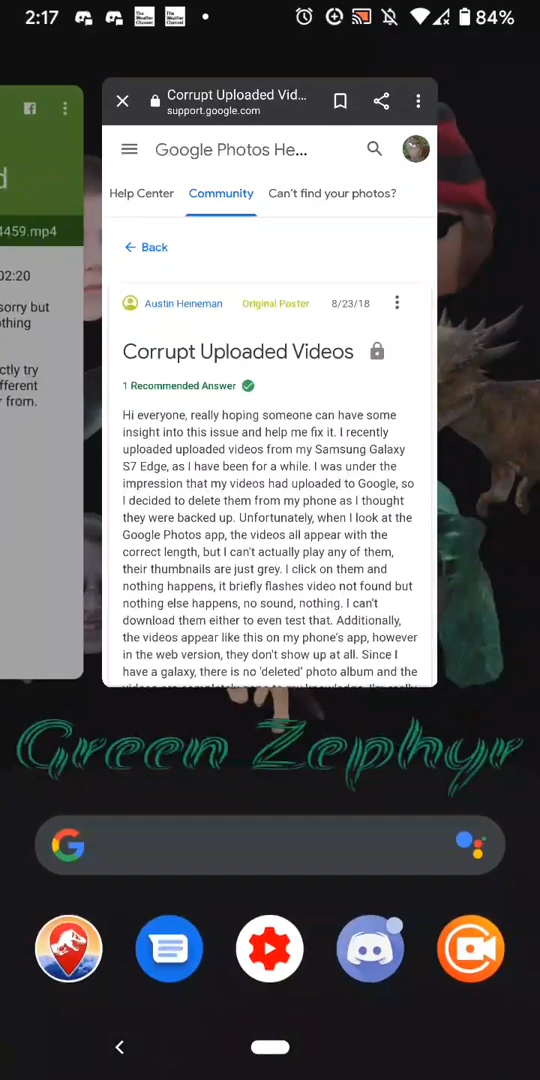 2:17
84%
Corrupt Uploaded Vid...
support.google.com
Google Photos He...
Help Center Community Can't find your photos?
Back
d
4459.mp4
02:20
sorry but
othing
ctly try
fferent
r from.
Austin Heineman Original Poster 8/23/18
Corrupt Uploaded Videos
1 Recommended Answer
Hi everyone, really hoping someone can have some
insight into this issue and help me fix it. I recently
uploaded uploaded videos from my Samsung Galaxy
S7 Edge, as I have been for a while. I was under the
impression that my videos had uploaded to Google, so
I decided to delete them from my phone as I thought
they were backed up. Unfortunately, when I look at the
Google Photos app, the videos all appear with the
correct length, but I can't actually play any of them,
their thumbnails are just grey. I click on them and
nothing happens, it briefly flashes video not found but
nothing else happens, no sound, nothing. I can't
download them either to even test that. Additionally,
the videos appear like this on my phone's app, however
in the web version, they don't show up at all. Since I
have a galaxy, there is no 'deleted' photo album and the
Green Zephyr